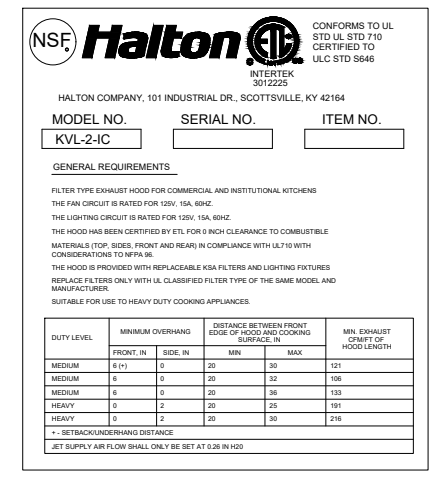 NSF
Halton
ETL
CONFORMS TO UL
STD UL STD 710
CERTIFIED TO
ULC STD S646
INTERTEK
3012225
HALTON COMPANY, 101 INDUSTRIAL DR., SCOTTSVILLE, KY 42164
MODEL NO. SERIAL NO. ITEM NO.
KVL-2-IC
GENERAL REQUIREMENTS
FILTER TYPE EXHAUST HOOD FOR COMMERCIAL AND INSTITUTIONAL KITCHENS
THE FAN CIRCUIT IS RATED FOR 125V, 15A, 60HZ.
THE LIGHTING CIRCUIT IS RATED FOR 125V, 15A, 60HZ.
THE HOOD HAS BEEN CERTIFIED BY ETL FOR 0 INCH CLEARANCE TO COMBUSTIBLE
MATERIALS (TOP, SIDES, FRONT AND REAR) IN COMPLIANCE WITH UL710 WITH
CONSIDERATIONS TO NFPA 96.
THE HOOD IS PROVIDED WITH REPLACEABLE KSA FILTERS AND LIGHTING FIXTURES
REPLACE FILTERS ONLY WITH UL CLASSIFIED FILTER TYPE OF THE SAME MODEL AND
MANUFACTURER.
SUITABLE FOR USE TO HEAVY DUTY COOKING APPLIANCES.
DUTY LEVEL MINIMUM OVERHANG DISTANCE BETWEEN FRONT EDGE OF HOOD AND COOKING SURFACE, IN MIN. EXHAUST CFM/FT OF HOOD LENGTH
FRONT, IN SIDE, IN MIN MAX
MEDIUM 6 (+) 0 20 30 121
MEDIUM 6 0 20 32 106
MEDIUM 6 0 20 36 133
HEAVY 0 2 20 25 191
HEAVY 0 2 20 30 216
+ - SETBACK/UNDERHANG DISTANCE
JET SUPPLY AIR FLOW SHALL ONLY BE SET AT 0.26 IN H20